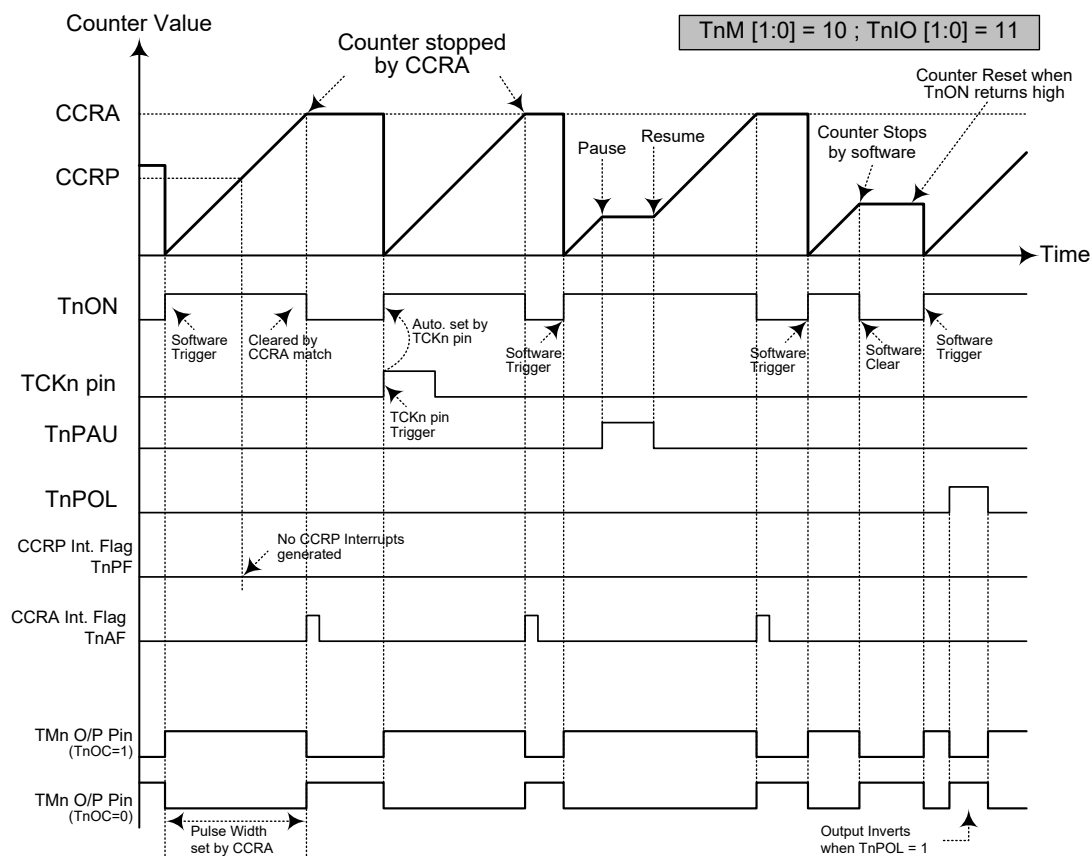 Counter Value
TnM [1:0] = 10 ; TnIO [1:0] = 11
Counter stopped
by CCRA
Counter Reset when
TnON returns high
CCRA
Pause
Resume
Counter Stops
by software
CCRP
Time
TnON
Software
Trigger
Cleared by
CCRA match
Auto. set by
TCKn pin
Software
Trigger
Software
Trigger
Software
Clear
Software
Trigger
TCKn pin
TCKn pin
Trigger
TnPAU
TnPOL
CCRP Int. Flag
TnPF
No CCRP Interrupts
generated
CCRA Int. Flag
TnAF
TMn O/P Pin
(TnOC=1)
TMn O/P Pin
(TnOC=0)
Pulse Width
set by CCRA
Output Inverts
when TnPOL = 1